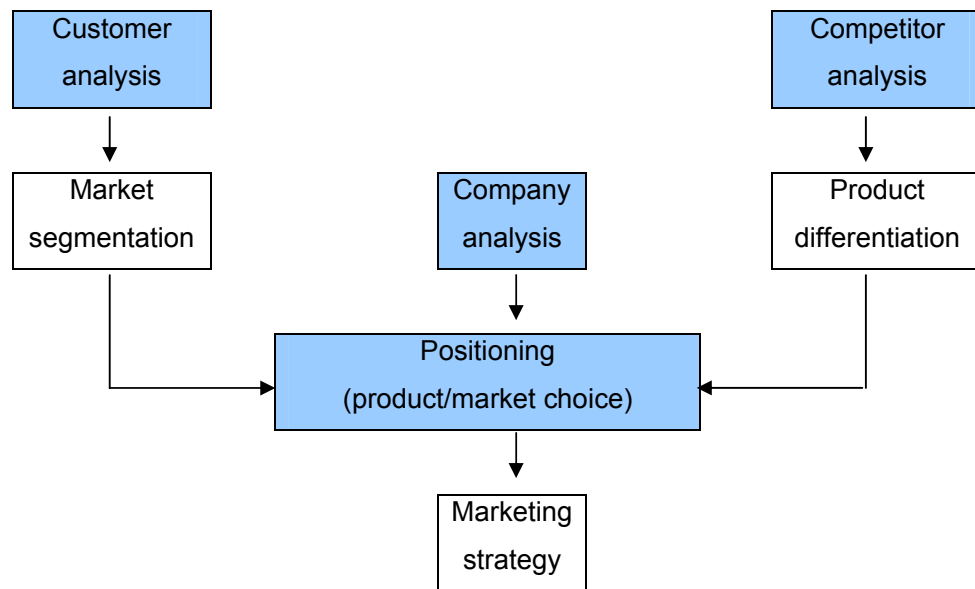 Customer
analysis
Competitor
analysis
Market
segmentation
Company
analysis
Product
differentiation
Positioning
(product/market choice)
Marketing
strategy